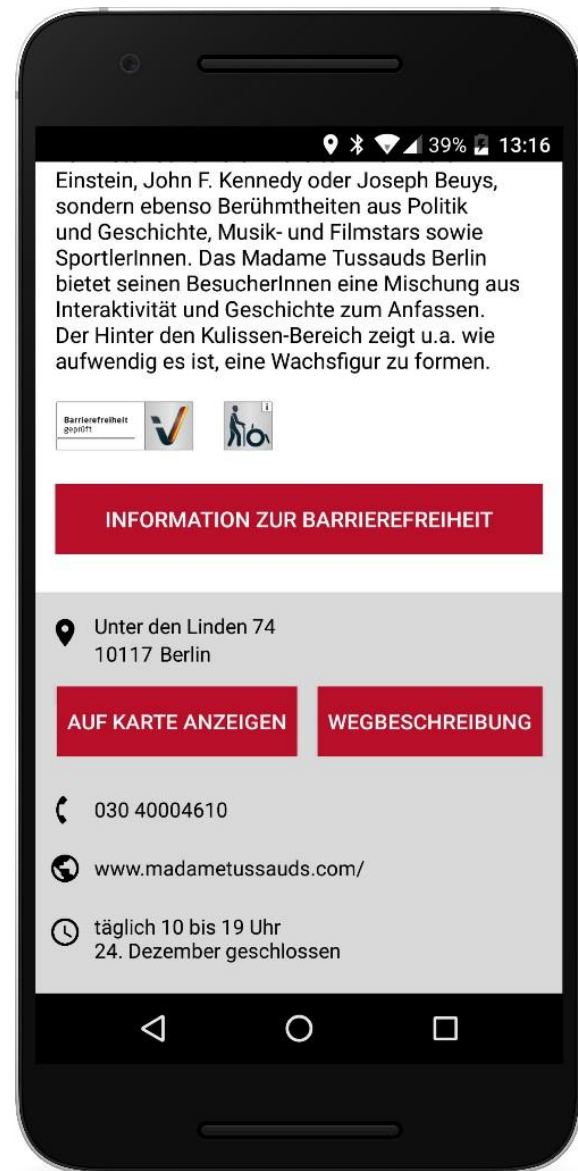 39% 13:16
Einstein, John F. Kennedy oder Joseph Beuys,
sondern ebenso Berühmtheiten aus Politik
und Geschichte, Musik- und Filmstars sowie
SportlerInnen. Das Madame Tussauds Berlin
bietet seinen BesucherInnen eine Mischung aus
Interaktivität und Geschichte zum Anfassen.
Der Hinter den Kulissen-Bereich zeigt u.a. wie
aufwendig es ist, eine Wachsfigur zu formen.
Barrierefreiheit
geprüft
i
INFORMATION ZUR BARRIEREFREIHEIT
Unter den Linden 74
10117 Berlin
AUF KARTE ANZEIGEN WEGBESCHREIBUNG
030 40004610
www.madametussauds.com/
täglich 10 bis 19 Uhr
24. Dezember geschlossen